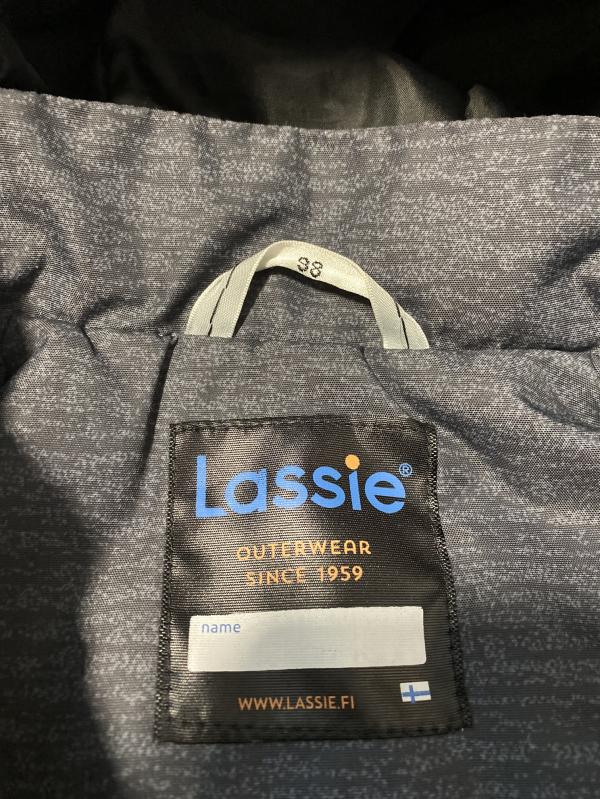 98
Lassie®
OUTERWEAR
SINCE 1959
name
WWW.LASSIE.FI